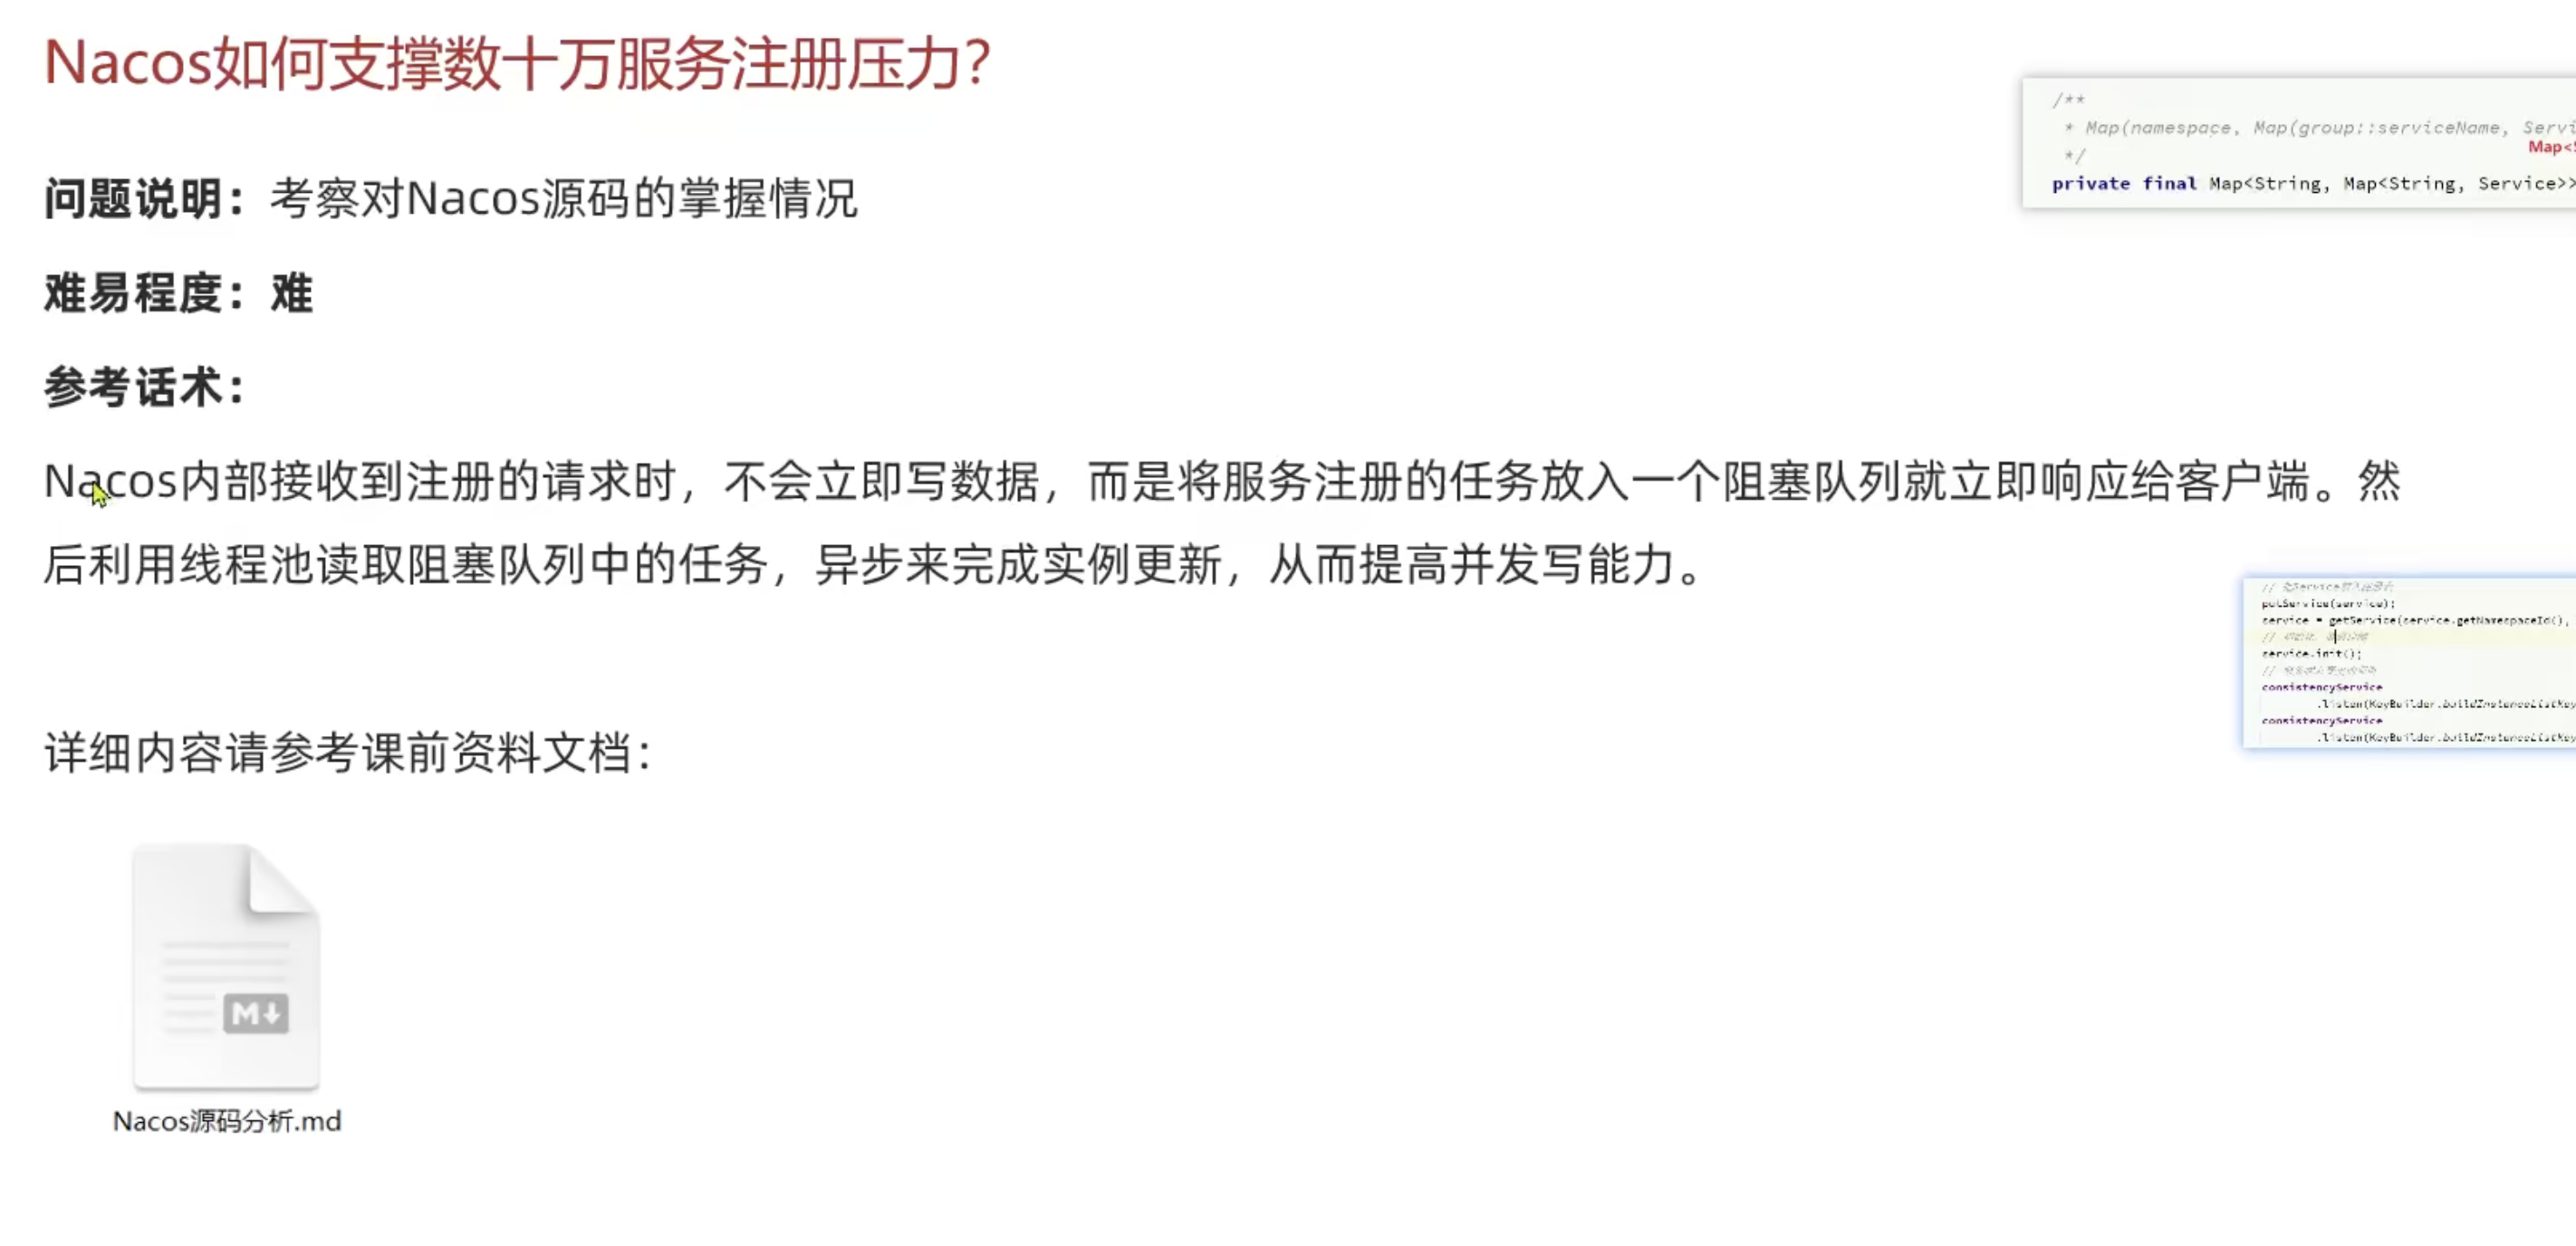 Nacos如何支撑数十万服务注册压力？
/**
* Map(namespace, Map(group::serviceName, Servi
Map<
*/
private final Map<String, Map<String, Service>>
问题说明：考察对Nacos源码的掌握情况
难易程度：难
参考话术：
Nacos内部接收到注册的请求时，不会立即写数据，而是将服务注册的任务放入一个阻塞队列就立即响应给客户端。然
后利用线程池读取阻塞队列中的任务，异步来完成实例更新，从而提高并发写能力。
putService(service);
service = getService(service.getNamespaceId(),
service.init();
consistencyService
.listen(KeyBuilder.buildInstanceListKey
consistencyService
.listen(KeyBuilder.buildInstanceListKey
详细内容请参考课前资料文档：
M↓
Nacos源码分析.md